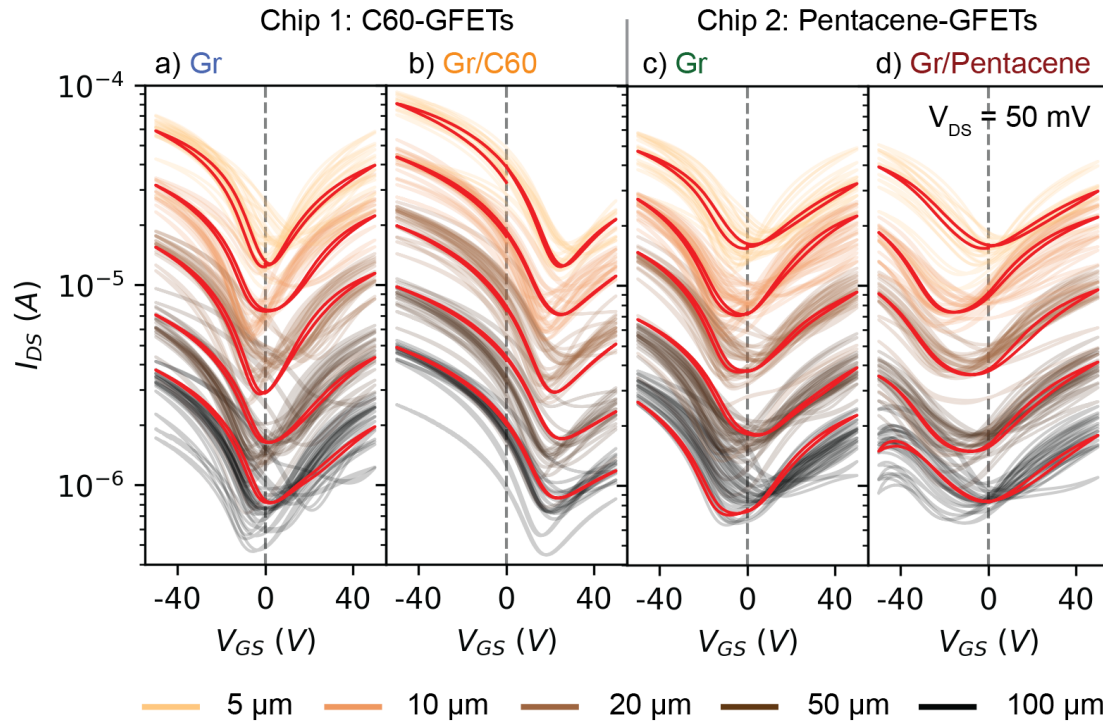 Chip 1: C60-GFETs Chip 2: Pentacene-GFETs
a) Gr b) Gr/C60 c) Gr d) Gr/Pentacene
10⁻⁴
V_DS = 50 mV
10⁻⁵
I_DS (A)
10⁻⁶
-40 0 40 -40 0 40 -40 0 40 -40 0 40
V_GS (V) V_GS (V) V_GS (V) V_GS (V)
5 μm 10 μm 20 μm 50 μm 100 μm